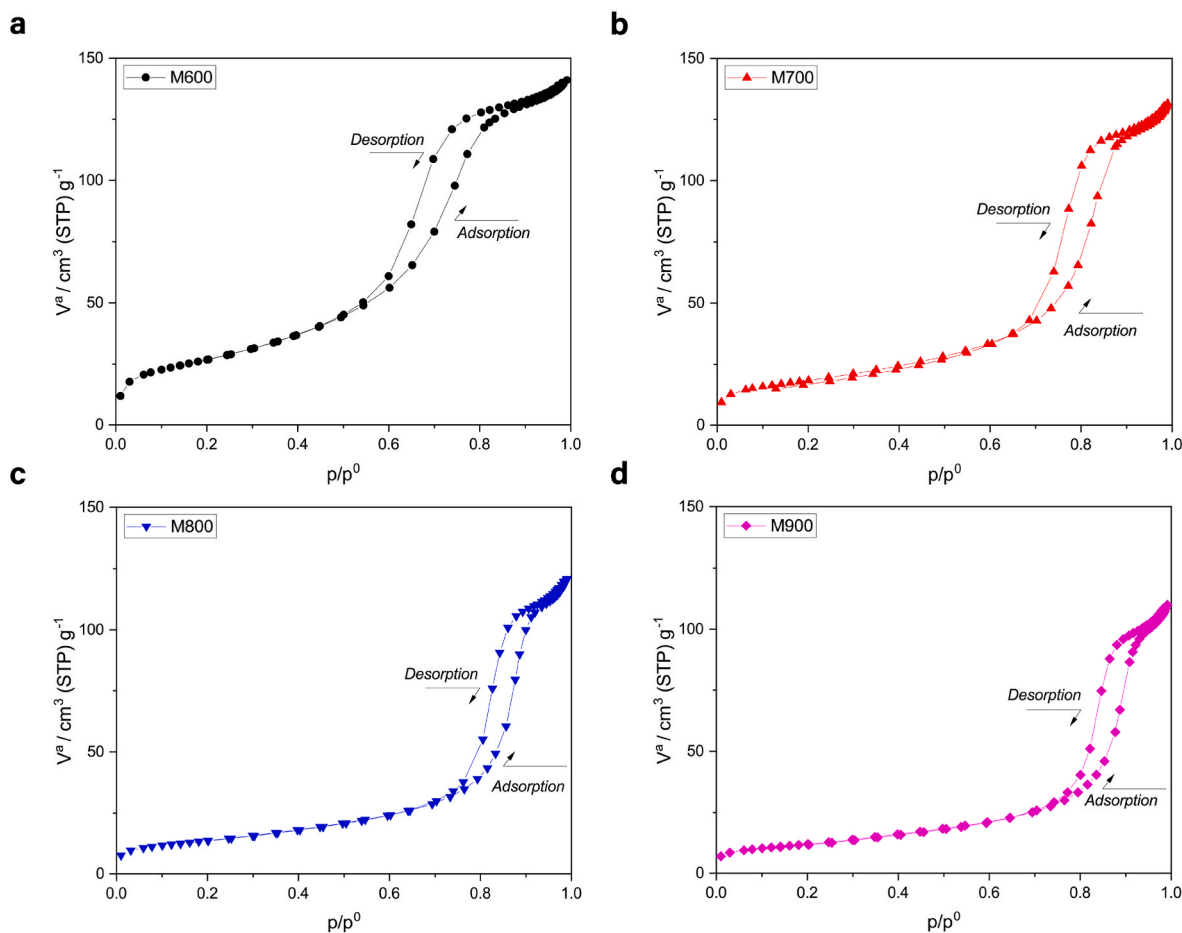 a
150
M600
Desorption
100
Adsorption
50
0
0.0 0.2 0.4 0.6 0.8 1.0
Vᵃ / cm³ (STP) g⁻¹
p/p⁰
b
150
M700
Desorption
100
Adsorption
50
0
0.0 0.2 0.4 0.6 0.8 1.0
Vᵃ / cm³ (STP) g⁻¹
p/p⁰
c
150
M800
100
Desorption
50
Adsorption
0
0.0 0.2 0.4 0.6 0.8 1.0
Vᵃ / cm³ (STP) g⁻¹
p/p⁰
d
150
M900
100
Desorption
50
Adsorption
0
0.0 0.2 0.4 0.6 0.8 1.0
Vᵃ / cm³ (STP) g⁻¹
p/p⁰